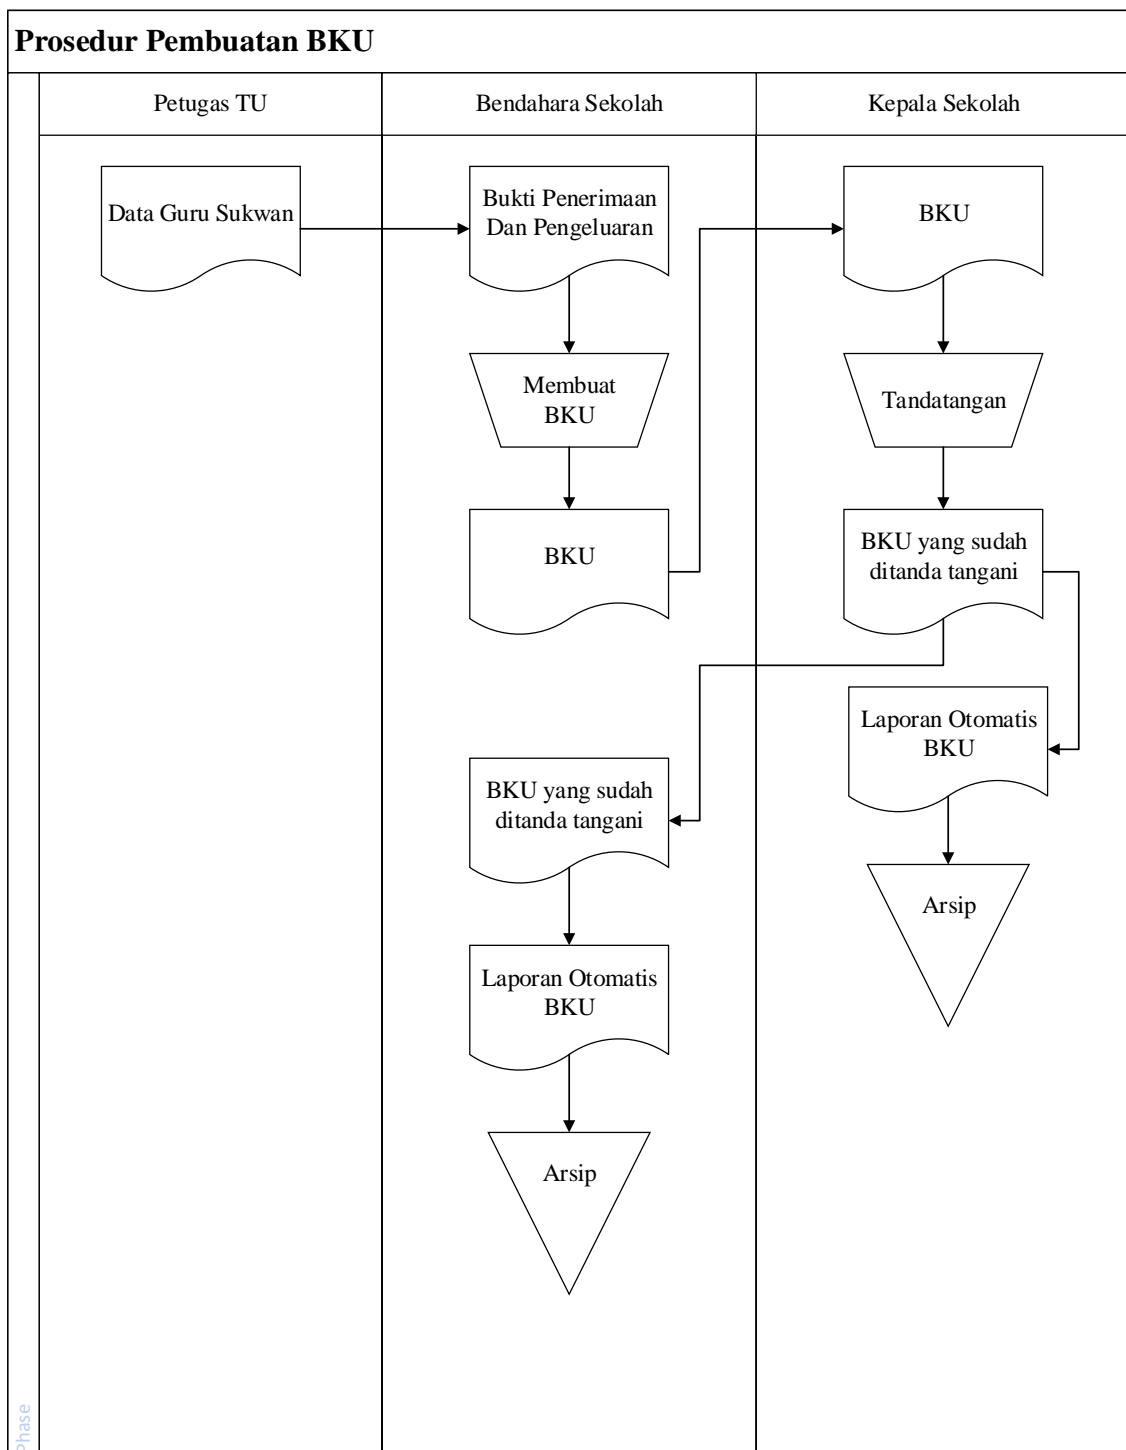 Prosedur Pembuatan BKU
Petugas TU
Bendahara Sekolah
Kepala Sekolah
Data Guru Sukwan
Bukti Penerimaan
Dan Pengeluaran
BKU
Membuat
BKU
Tandatangan
BKU
BKU yang sudah
ditanda tangani
Laporan Otomatis
BKU
BKU yang sudah
ditanda tangani
Arsip
Laporan Otomatis
BKU
Arsip
Phase